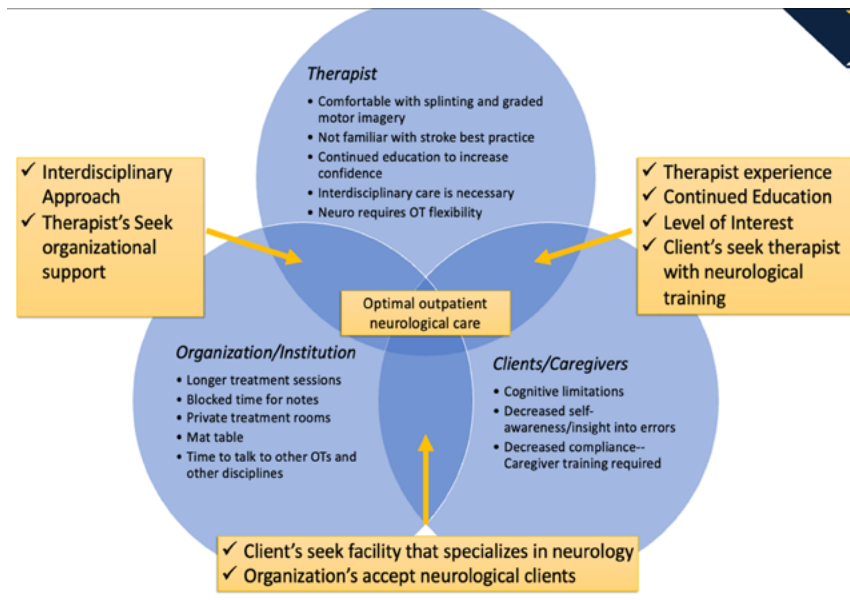 Therapist
• Comfortable with splinting and graded
motor imagery
• Not familiar with stroke best practice
• Continued education to increase
confidence
• Interdisciplinary care is necessary
• Neuro requires OT flexibility
✓ Interdisciplinary
Approach
✓ Therapist's Seek
organizational
support
✓ Therapist experience
✓ Continued Education
✓ Level of Interest
✓ Client's seek therapist
with neurological
training
Optimal outpatient
neurological care
Organization/Institution
• Longer treatment sessions
• Blocked time for notes
• Private treatment rooms
• Mat table
• Time to talk to other OTs and
other disciplines
Clients/Caregivers
• Cognitive limitations
• Decreased self-
awareness/insight into errors
• Decreased compliance--
Caregiver training required
✓ Client's seek facility that specializes in neurology
✓ Organization's accept neurological clients